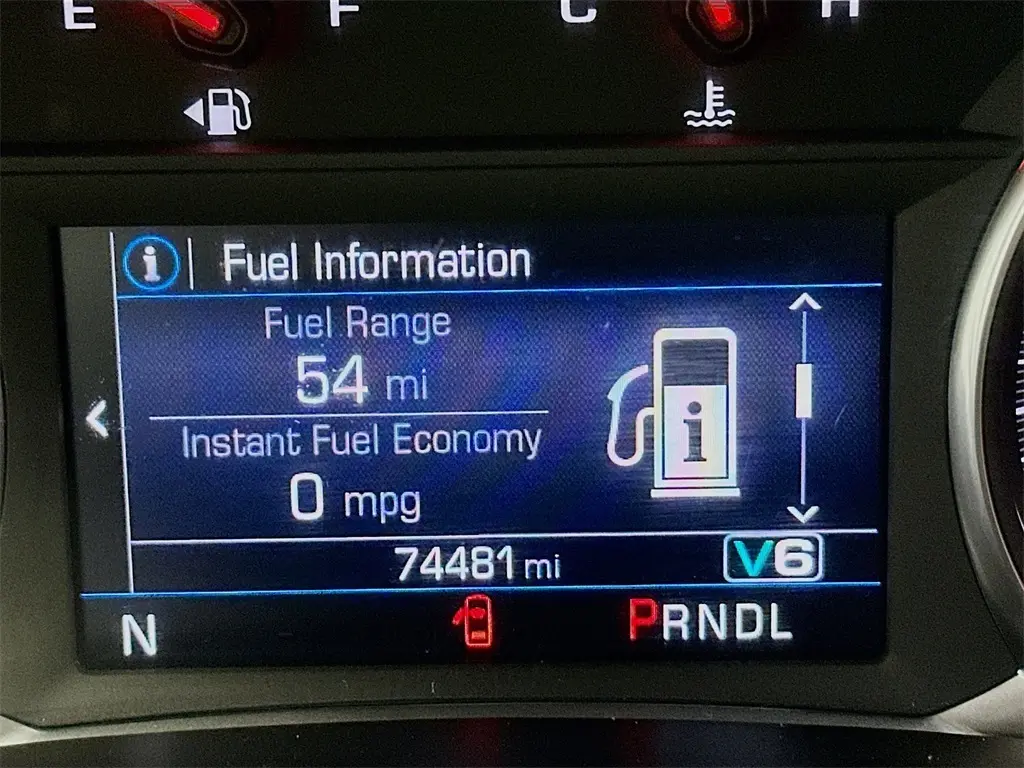 E F C H
i Fuel Information
Fuel Range
54 mi
Instant Fuel Economy
0 mpg
i
74481 mi V6
N PRNDL